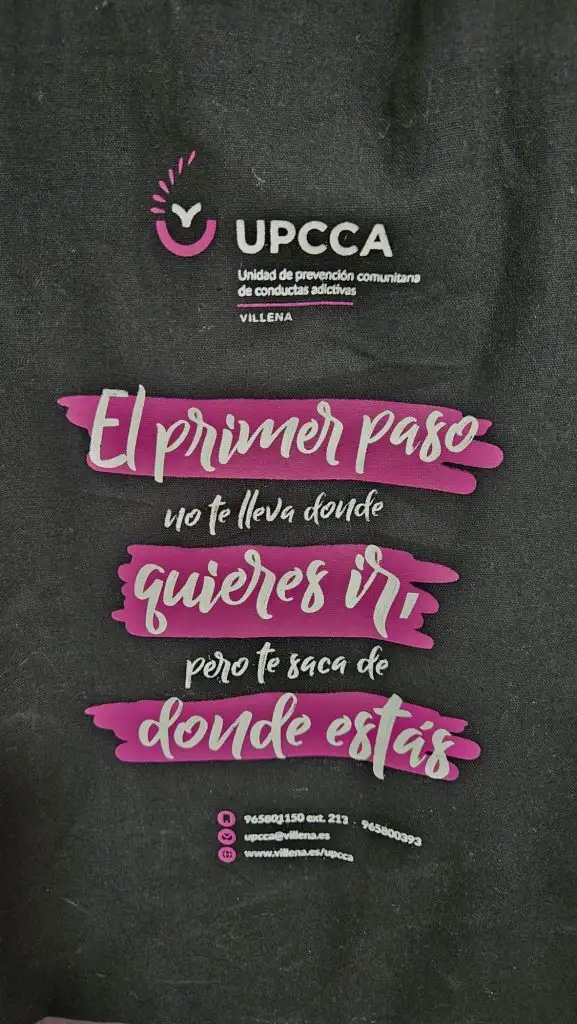 UPCCA
Unidad de prevención comunitaria
de conductas adictivas
VILLENA
El primer paso
no te lleva donde
quieres ir,
pero te saca de
donde estás
965801150 ext. 213 · 965800393
upcca@villena.es
www.villena.es/upcca